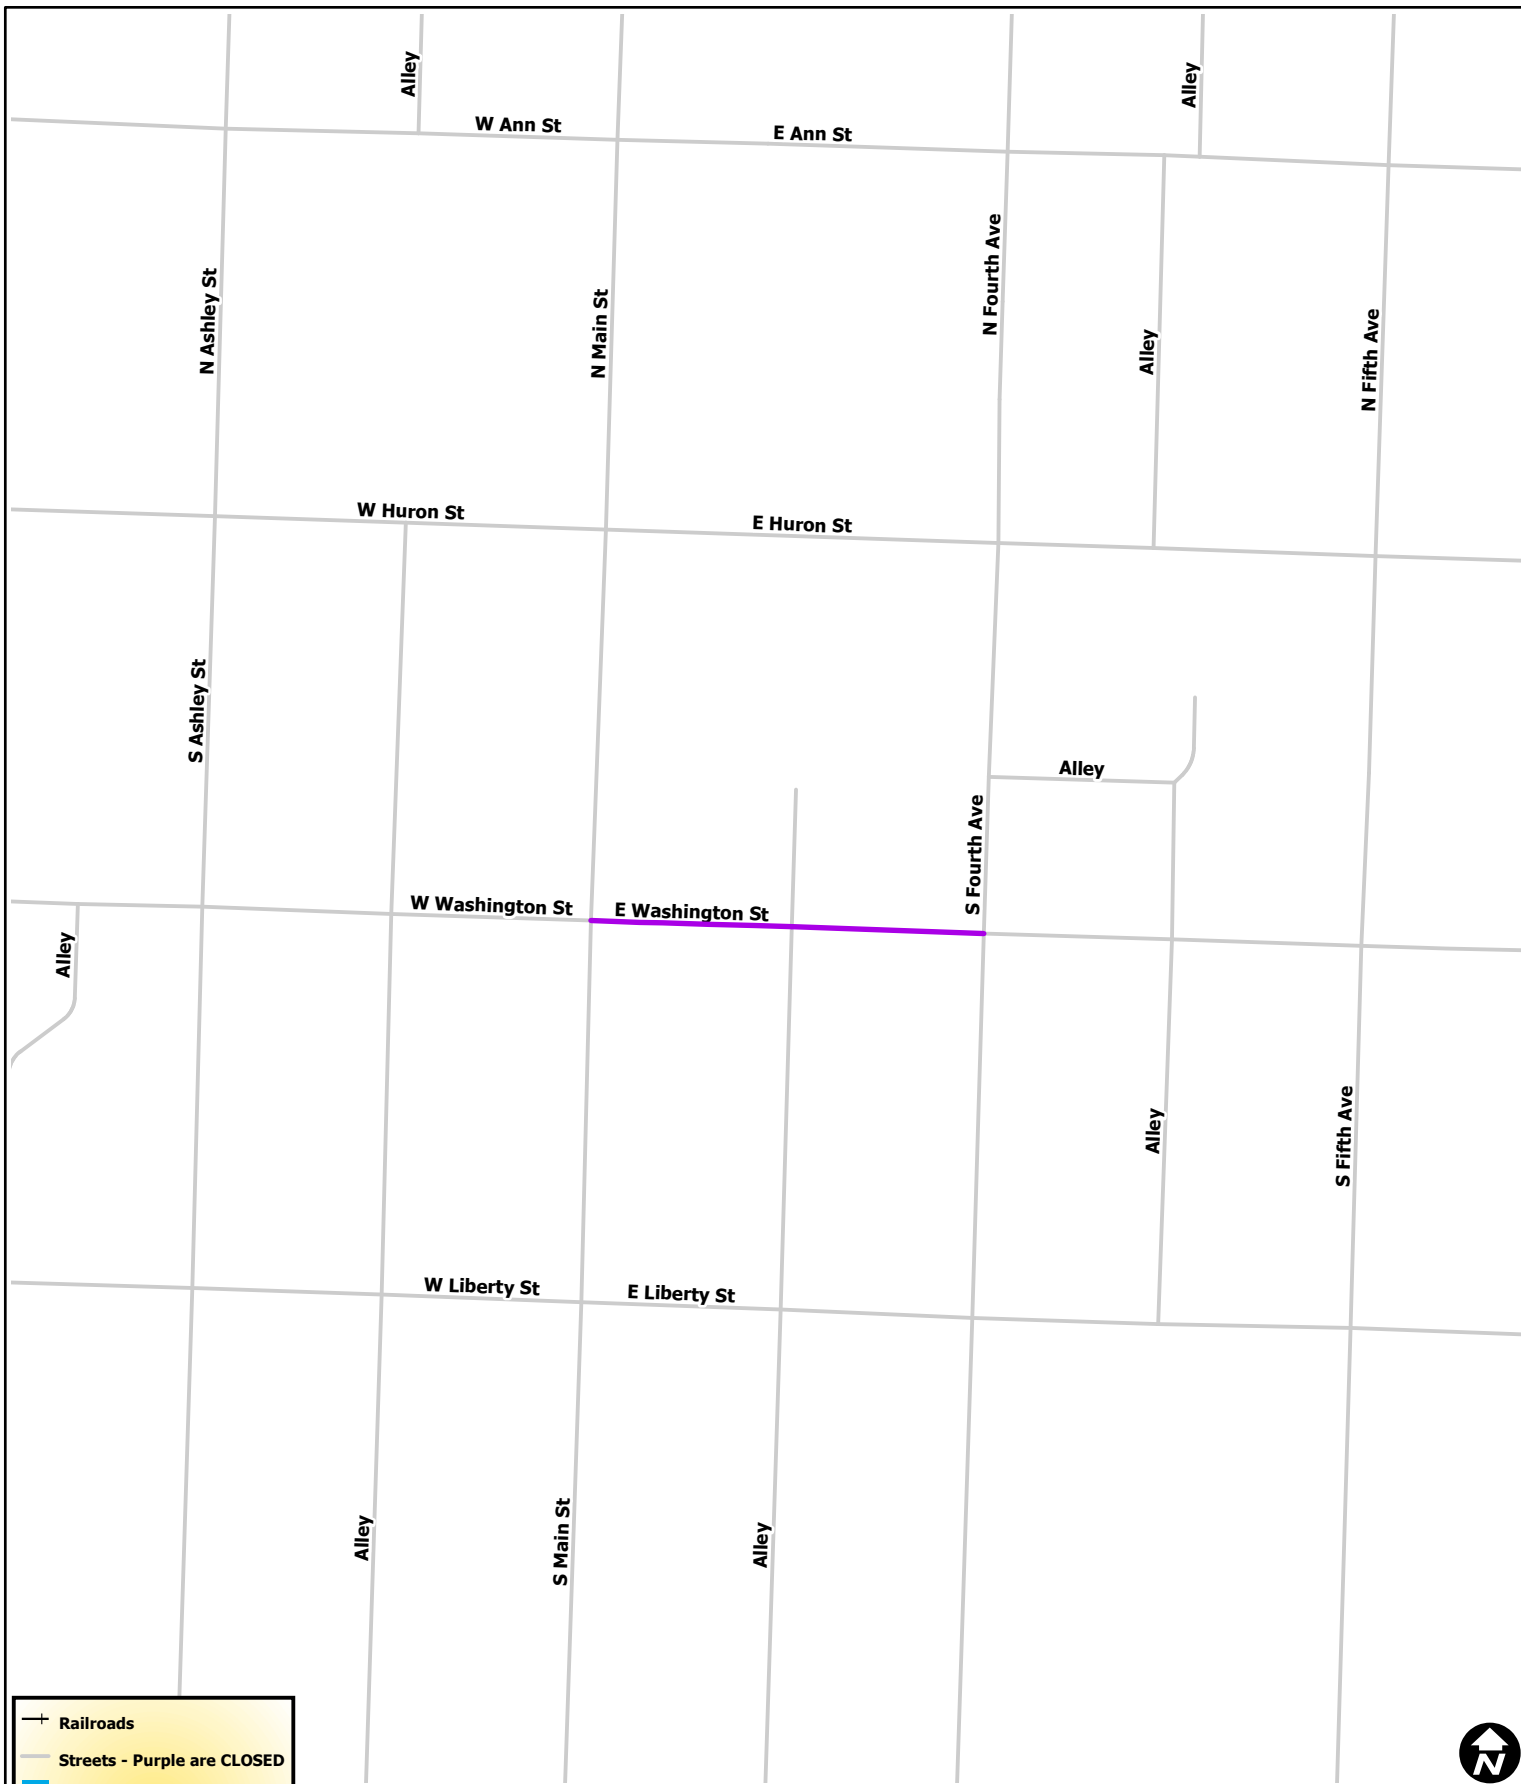 Alley
Alley
W Ann St
E Ann St
N Fourth Ave
N Ashley St
N Main St
N Fifth Ave
Alley
W Huron St
E Huron St
S Ashley St
Alley
S Fourth Ave
W Washington St
E Washington St
Alley
S Fifth Ave
Alley
W Liberty St
E Liberty St
S Main St
Alley
Alley
Railroads
Streets - Purple are CLOSED
N